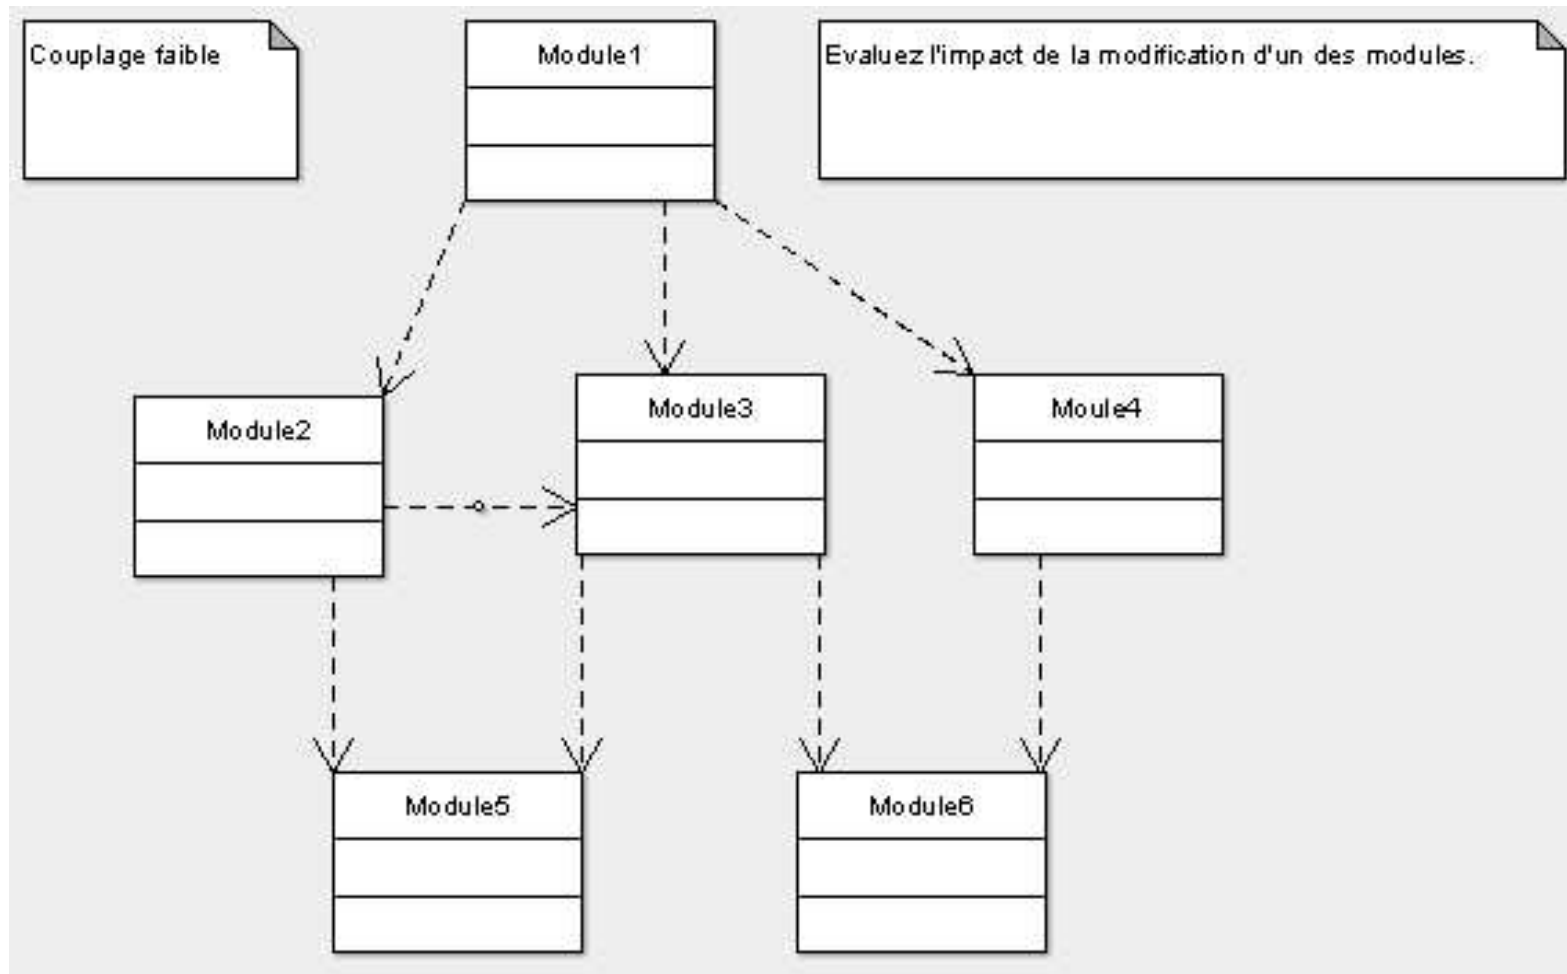 Couplage faible
Module1
Evaluez l'impact de la modification d'un des modules.
Module2
Module3
Moule4
Module5
Module6